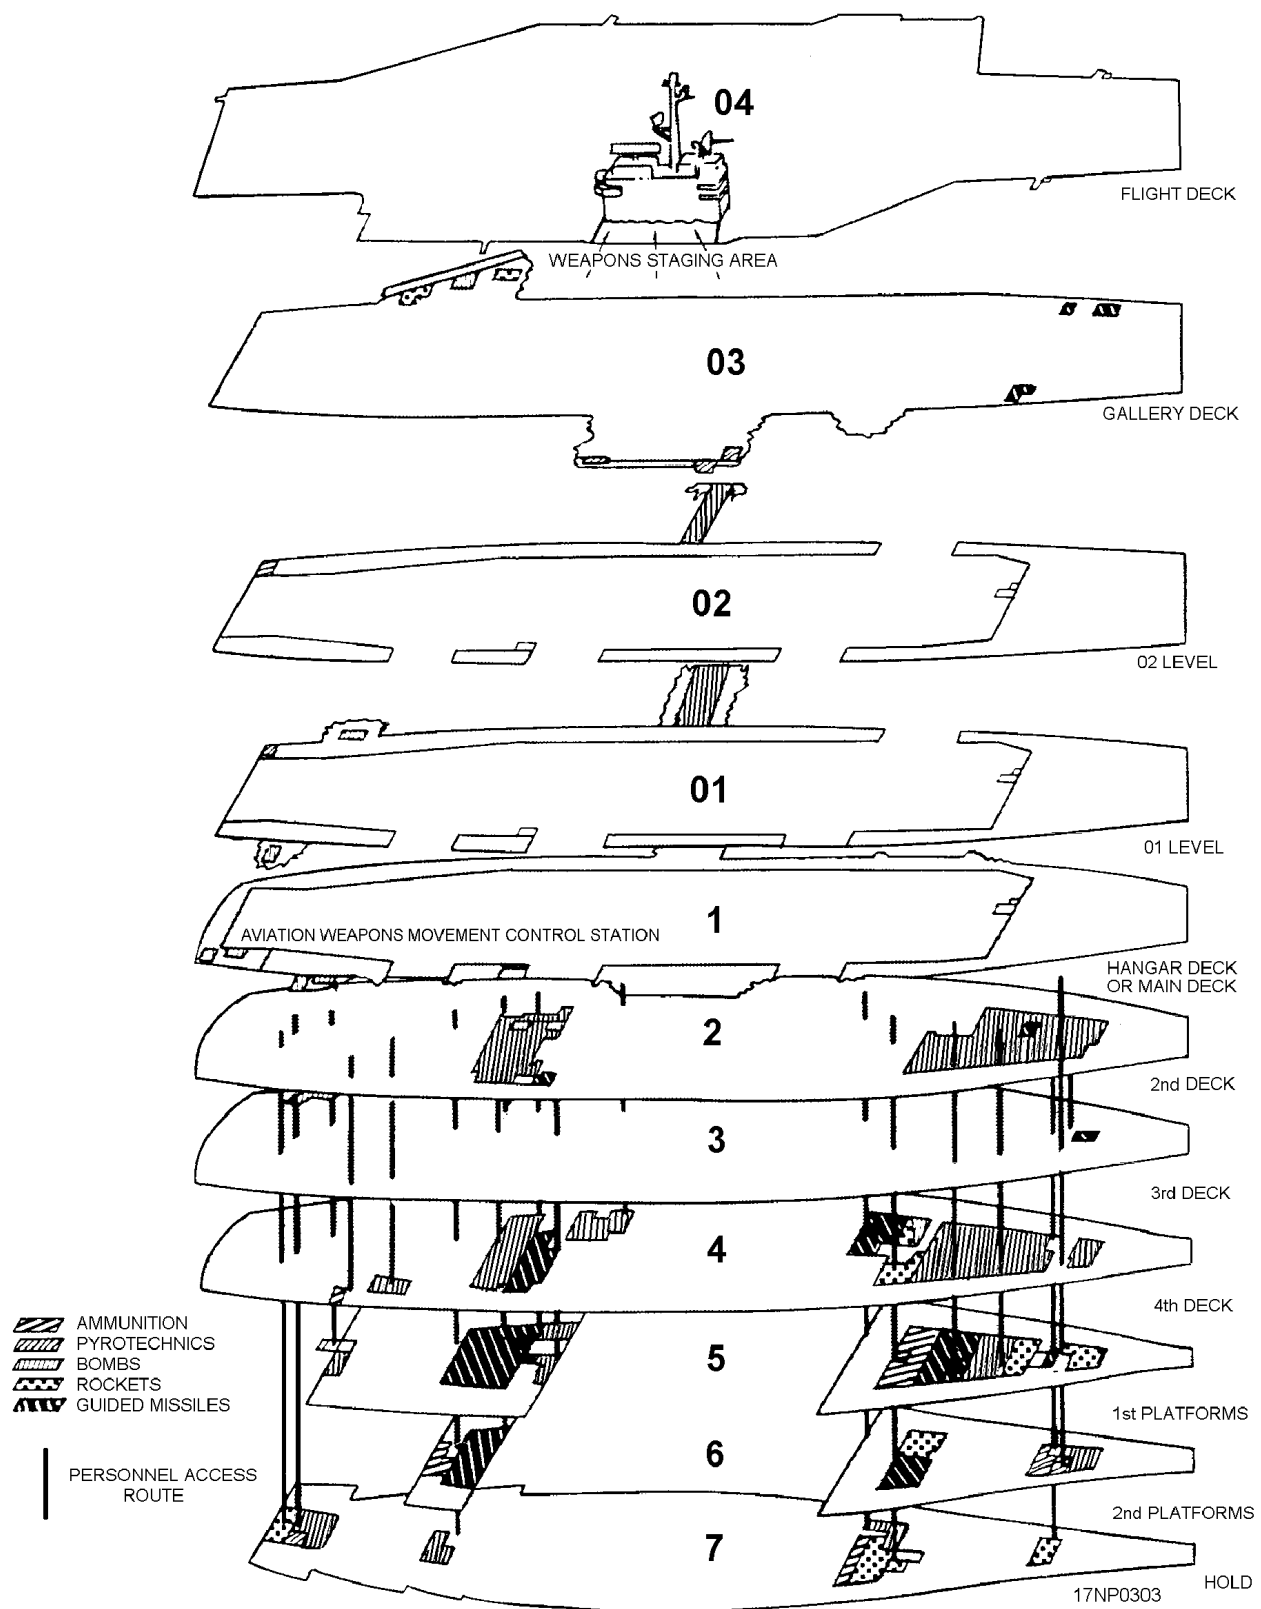 04
FLIGHT DECK
WEAPONS STAGING AREA
03
GALLERY DECK
02
02 LEVEL
01
01 LEVEL
1
AVIATION WEAPONS MOVEMENT CONTROL STATION
HANGAR DECK
OR MAIN DECK
2
2nd DECK
3
3rd DECK
4
4th DECK
AMMUNITION
PYROTECHNICS
BOMBS
ROCKETS
GUIDED MISSILES
5
1st PLATFORMS
6
PERSONNEL ACCESS
ROUTE
2nd PLATFORMS
7
HOLD
17NP0303